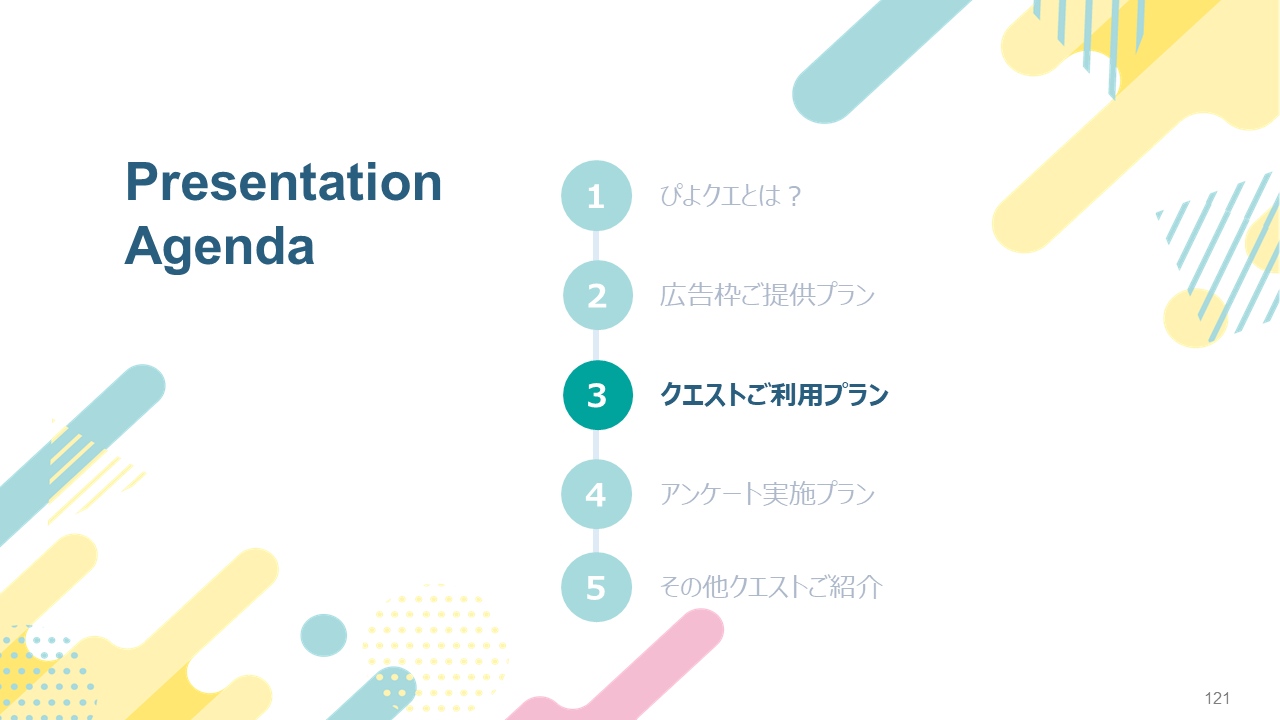 Presentation
Agenda
1
ぴよクエとは？
2
広告枠ご提供プラン
3
クエストご利用プラン
4
アンケート実施プラン
5
その他クエストご紹介
121